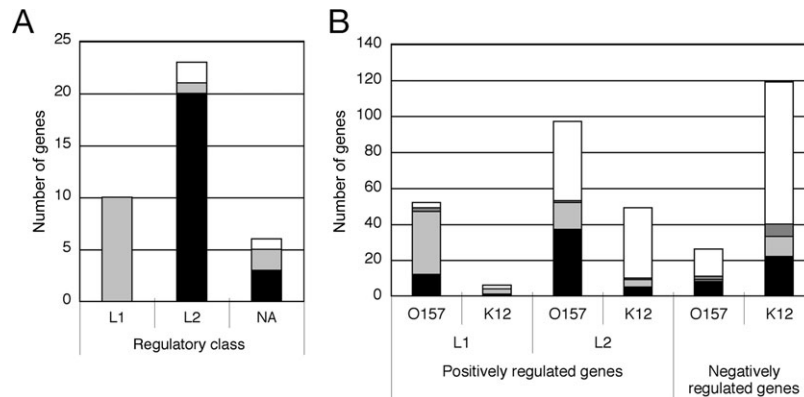 A
Number of genes
25
20
15
10
5
0
L1 L2 NA
Regulatory class
B
Number of genes
140
120
100
80
60
40
20
0
O157 K12 O157 K12 O157 K12
L1 L2
Positively regulated genes
Negatively
regulated genes